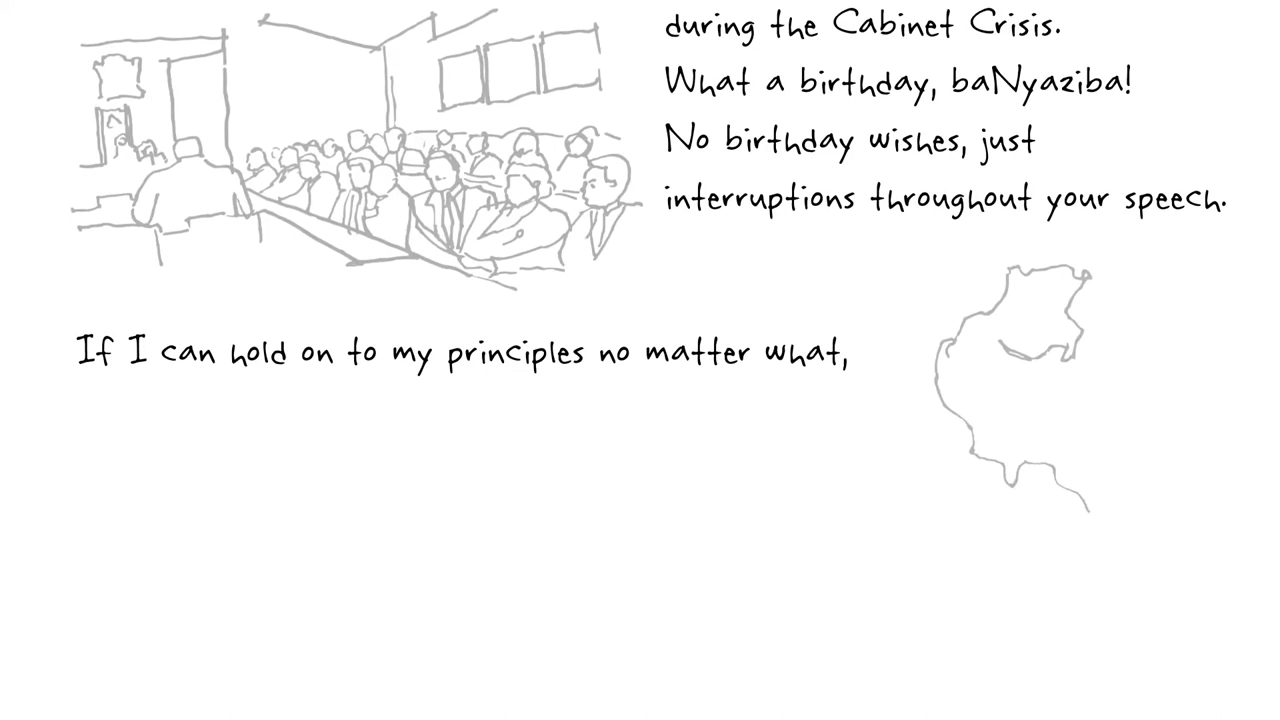 during the Cabinet Crisis.
What a birthday, baNyaziba!
No birthday wishes, just
interruptions throughout your speech.
If I can hold on to my principles no matter what,